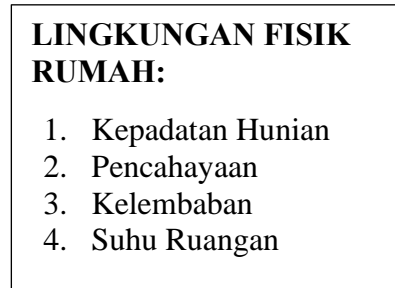 LINGKUNGAN FISIK
RUMAH:
1. Kepadatan Hunian
2. Pencahayaan
3. Kelembaban
4. Suhu Ruangan